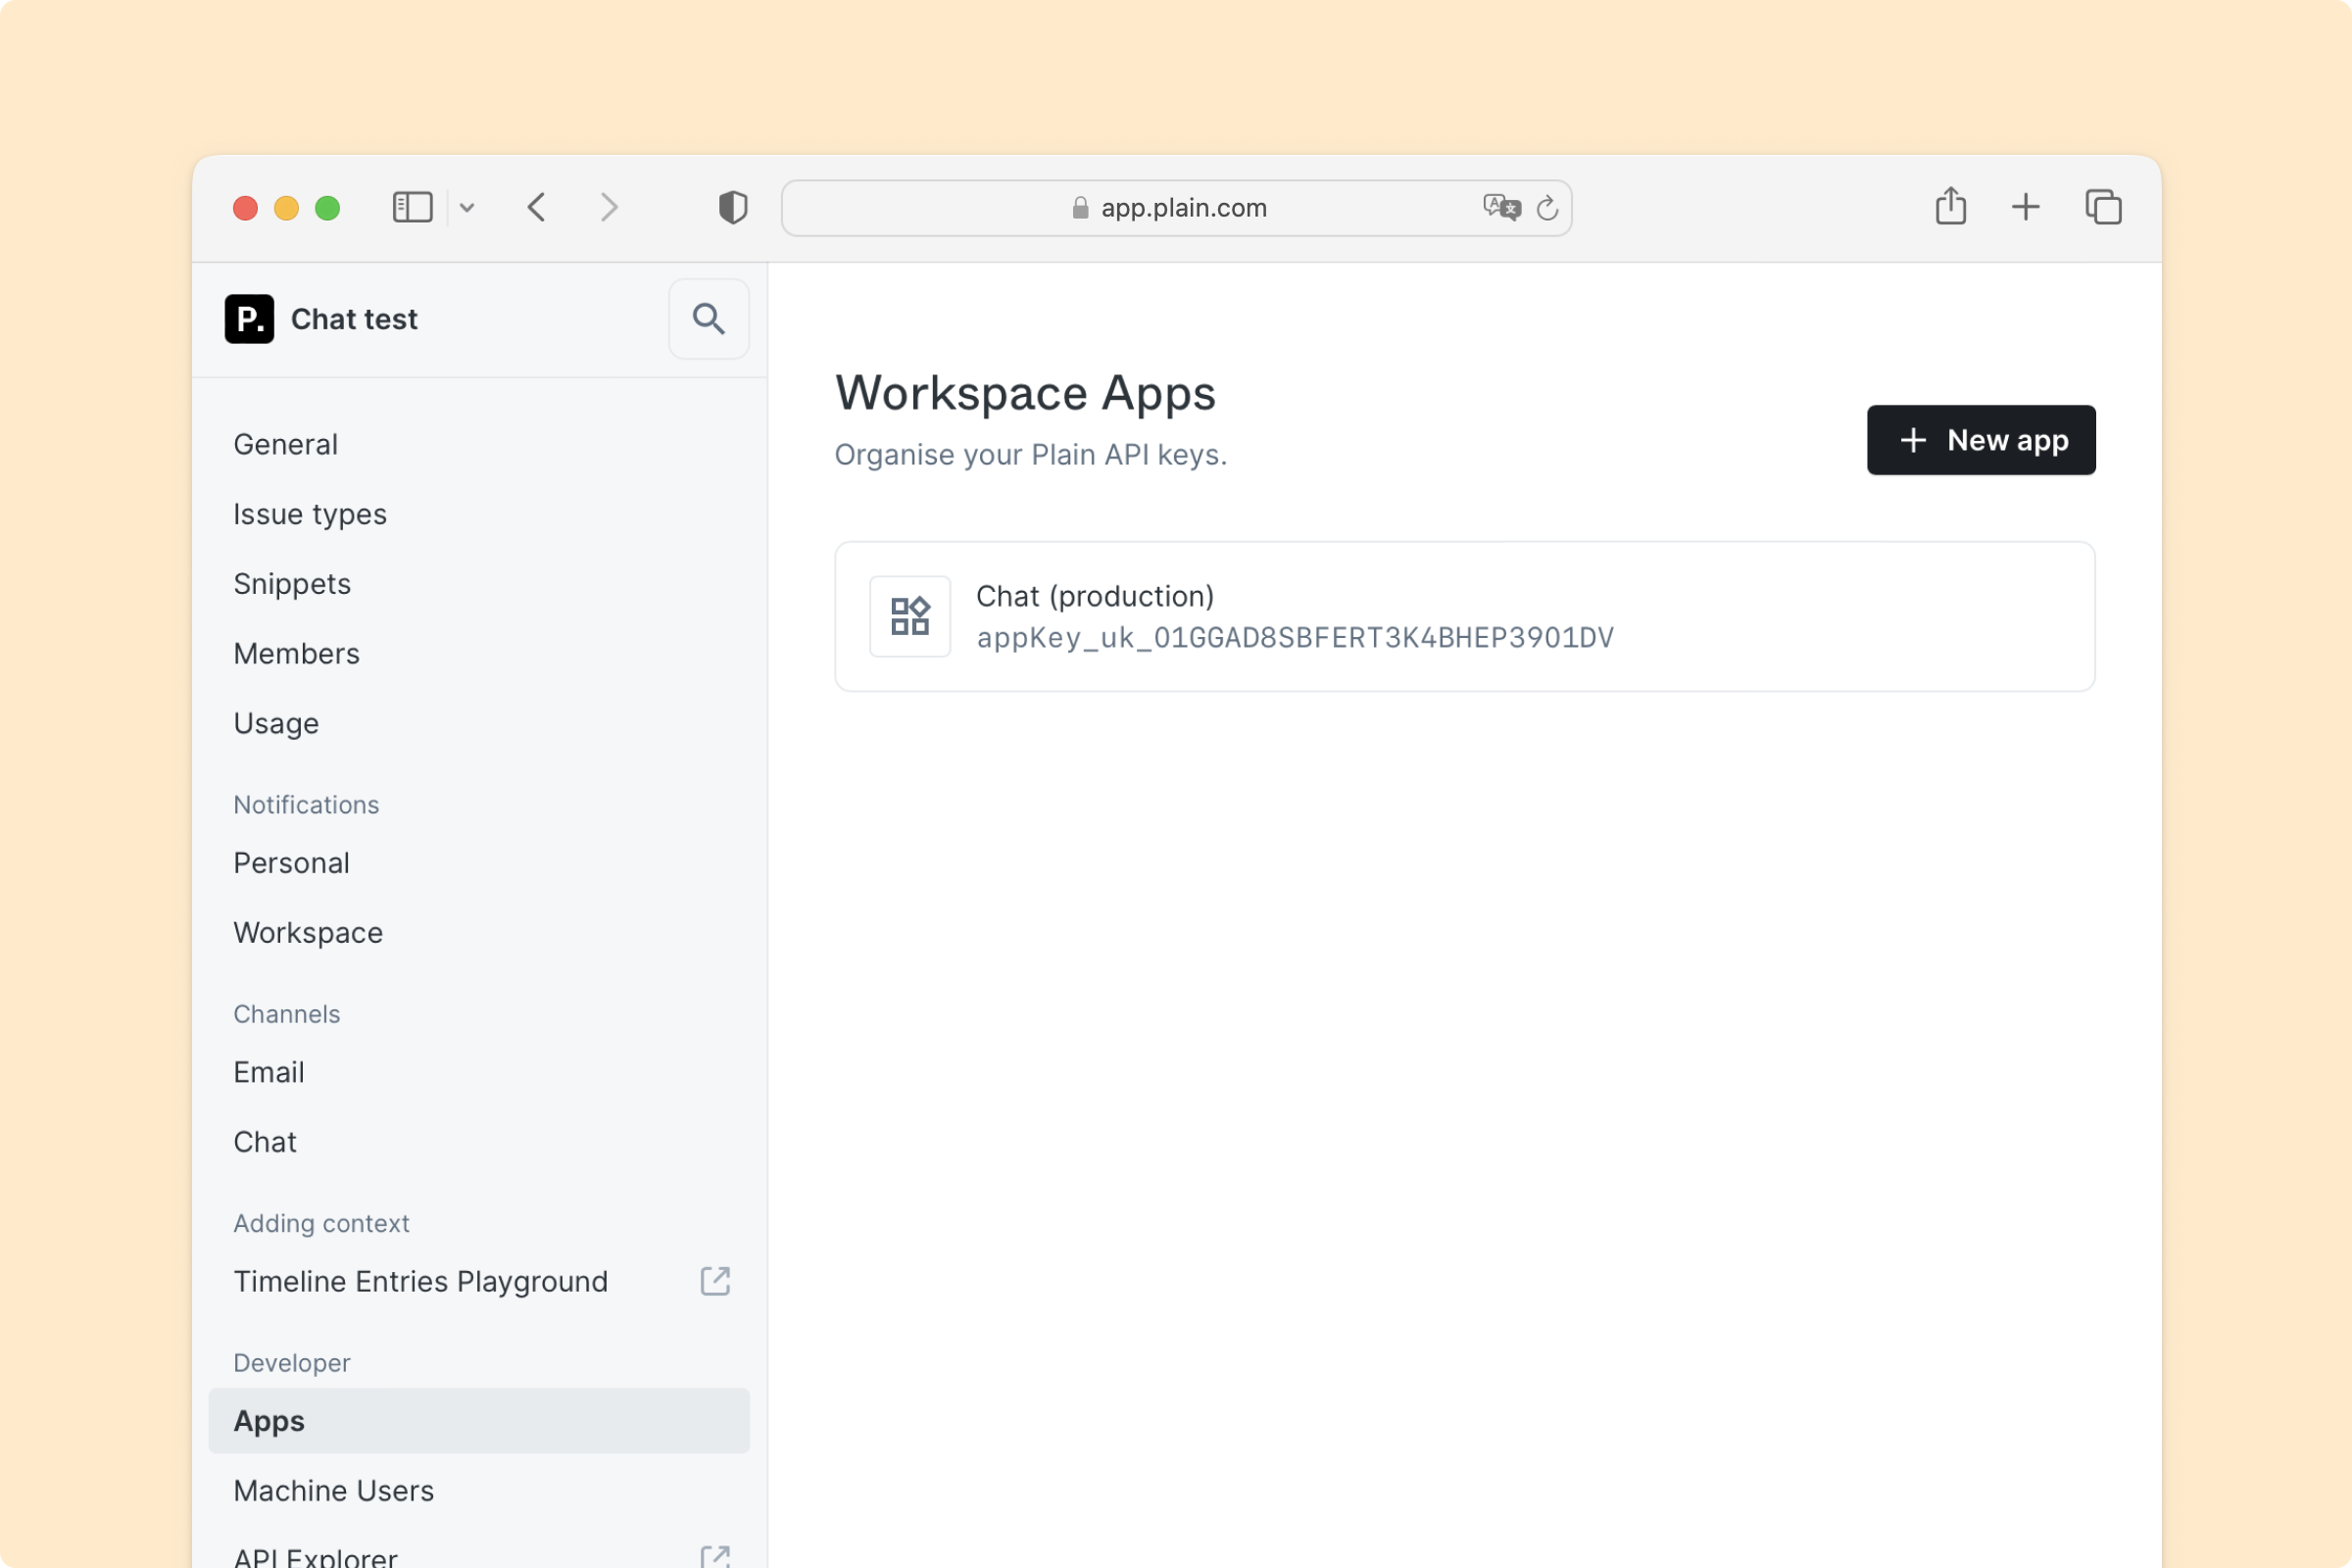 app.plain.com
P. Chat test
General
Issue types
Snippets
Members
Usage
Notifications
Personal
Workspace
Channels
Email
Chat
Adding context
Timeline Entries Playground
Developer
Apps
Machine Users
API Explorer
Workspace Apps
Organise your Plain API keys.
New app
Chat (production)
appKey_uk_01GGAD8SBFERT3K4BHEP3901DV